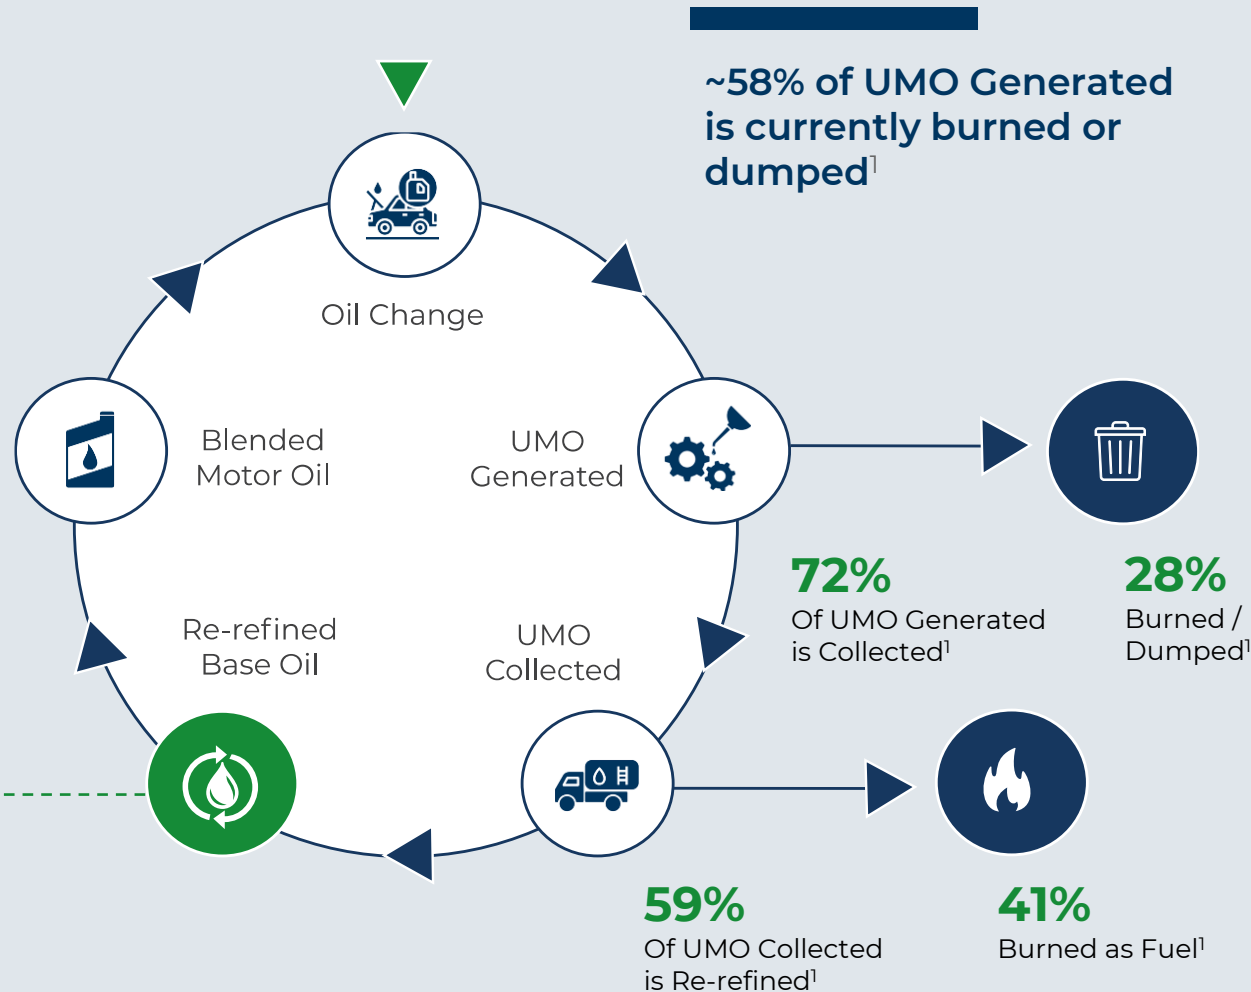 ~58% of UMO Generated
is currently burned or
dumped¹
Oil Change
Blended
Motor Oil
UMO
Generated
72%
Of UMO Generated
is Collected¹
28%
Burned /
Dumped¹
Re-refined
Base Oil
UMO
Collected
59%
Of UMO Collected
is Re-refined¹
41%
Burned as Fuel¹